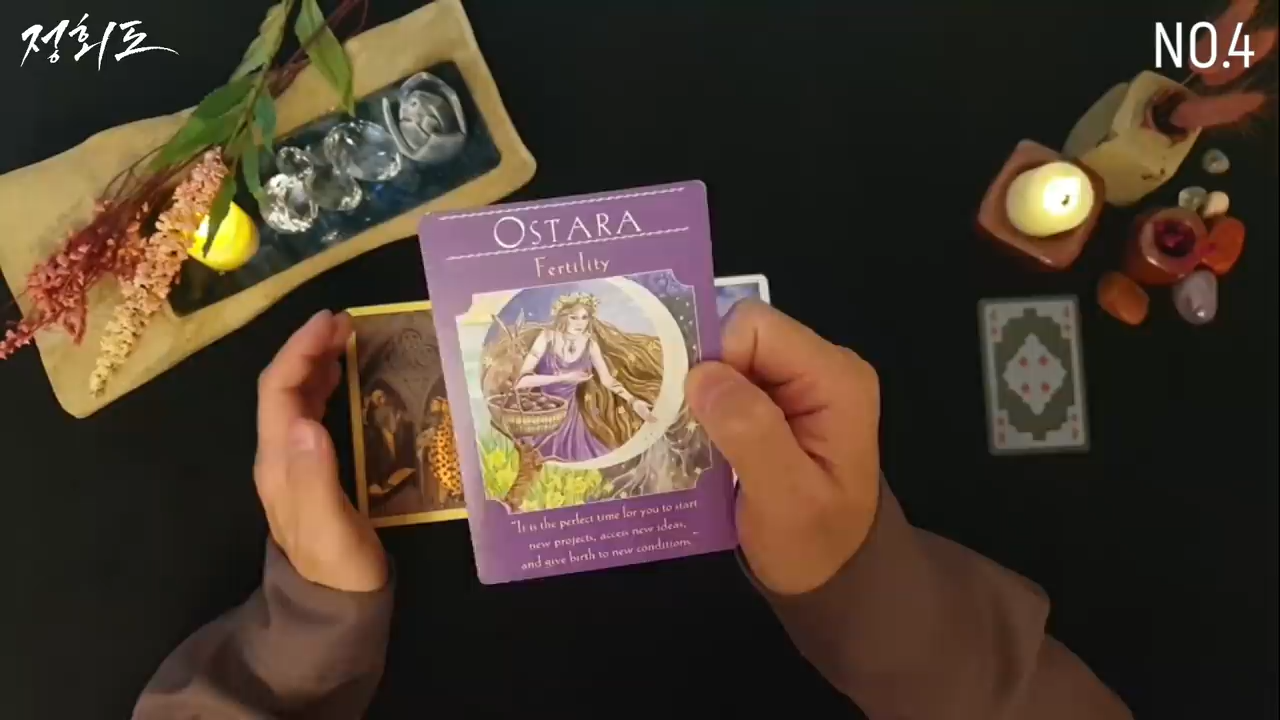 정회도
NO.4
OSTARA
Fertility
"It is the perfect time for you to start
new projects, access new ideas,
and give birth to new conditions."